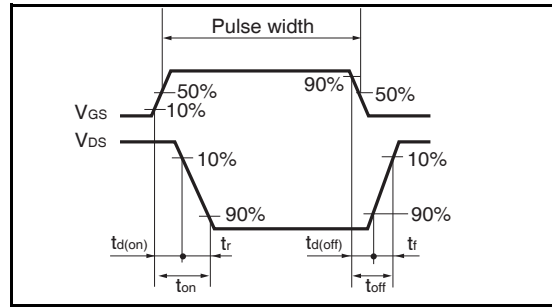 Pulse width
90%
50%
50%
10%
VGS
VDS
10%
10%
90%
90%
td(on)
tr
td(off)
tf
ton
toff